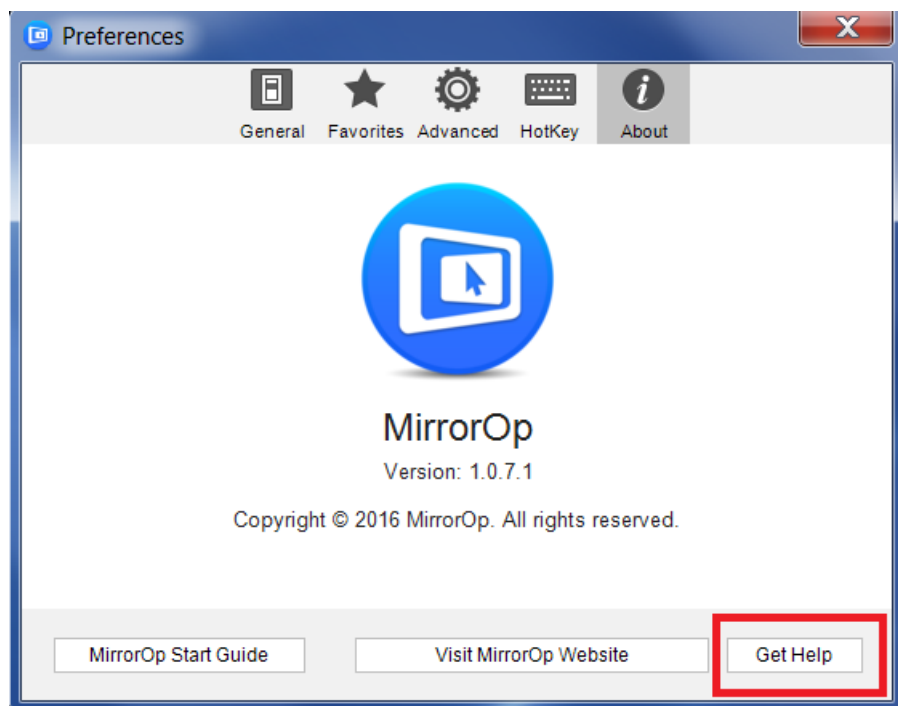 Preferences
General Favorites Advanced HotKey About
MirrorOp
Version: 1.0.7.1
Copyright © 2016 MirrorOp. All rights reserved.
MirrorOp Start Guide Visit MirrorOp Website Get Help